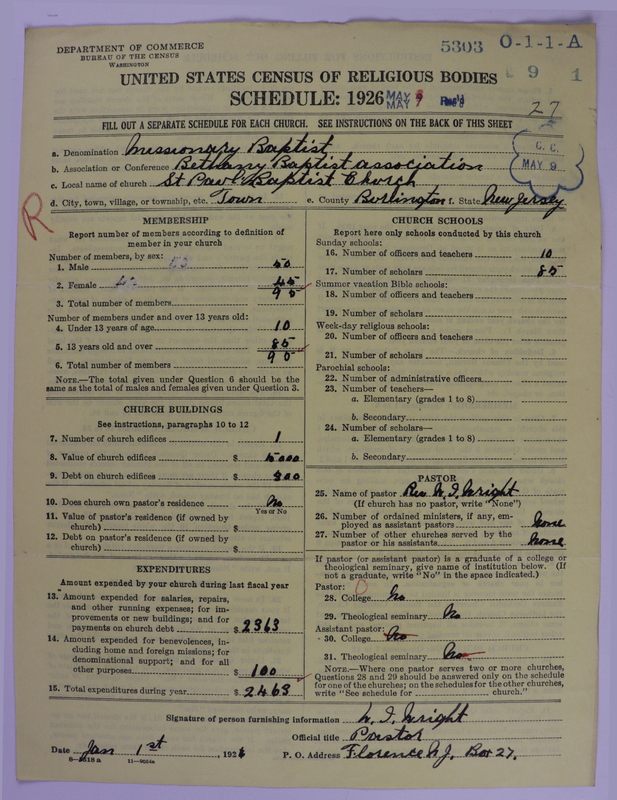 DEPARTMENT OF COMMERCE
BUREAU OF THE CENSUS
WASHINGTON
5303 O-1-1-A
9 1
UNITED STATES CENSUS OF RELIGIOUS BODIES
SCHEDULE: 1926
MAY
MAY 7
27
FILL OUT A SEPARATE SCHEDULE FOR EACH CHURCH. SEE INSTRUCTIONS ON THE BACK OF THIS SHEET
C. C.
MAY 9
a. Denomination Missionary Baptist
b. Association or Conference Bethany Baptist association
c. Local name of church St Paul Baptist Church
d. City, town, village, or township, etc. Town e. County Burlington f. State New Jersey
R
MEMBERSHIP
Report number of members according to definition of member in your church
Number of members, by sex:
1. Male 50
2. Female 45
95
3. Total number of members
Number of members under and over 13 years old:
4. Under 13 years of age 10
5. 13 years old and over 85
90
6. Total number of members
NOTE.—The total given under Question 6 should be the
same as the total of males and females given under Question 3.
CHURCH BUILDINGS
See instructions, paragraphs 10 to 12
7. Number of church edifices 1
8. Value of church edifices $ 5000
9. Debt on church edifices $ 300
10. Does church own pastor's residence No
Yes or No
11. Value of pastor's residence (if owned by
church) $
12. Debt on pastor's residence (if owned by
church) $
EXPENDITURES
Amount expended by your church during last fiscal year
13. Amount expended for salaries, repairs,
and other running expenses; for im-
provements or new buildings; and for
payments on church debt $ 2363
14. Amount expended for benevolences, in-
cluding home and foreign missions; for
denominational support; and for all
other purposes $ 100
15. Total expenditures during year $ 2463
CHURCH SCHOOLS
Report here only schools conducted by this church
Sunday schools:
16. Number of officers and teachers 10
17. Number of scholars 85
Summer vacation Bible schools:
18. Number of officers and teachers
19. Number of scholars
Week-day religious schools:
20. Number of officers and teachers
21. Number of scholars
Parochial schools:
22. Number of administrative officers
23. Number of teachers—
a. Elementary (grades 1 to 8)
b. Secondary
24. Number of scholars—
a. Elementary (grades 1 to 8)
b. Secondary
PASTOR
25. Name of pastor Rev W. I. Wright
(If church has no pastor, write "None")
26. Number of ordained ministers, if any, em-
ployed as assistant pastors none
27. Number of other churches served by the
pastor or his assistants none
If pastor (or assistant pastor) is a graduate of a college or
theological seminary, give name of institution below. (If
not a graduate, write "No" in the space indicated.)
Pastor: 0
28. College No
29. Theological seminary No
Assistant pastor:
30. College No
31. Theological seminary No
NOTE.—Where one pastor serves two or more churches,
Questions 28 and 29 should be answered only on the schedule
for one of the churches; on the schedules for the other churches,
write "See schedule for church."
Signature of person furnishing information W. I. Wright
Official title Pastor
Date Jan 1st, 192 P. O. Address Florence N.J. Box 27.